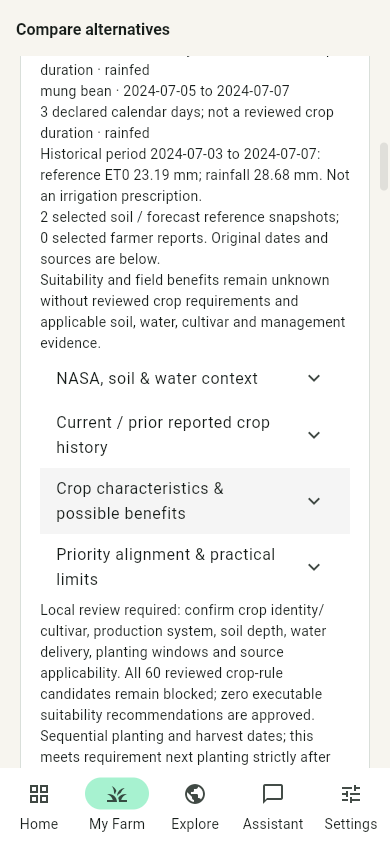 Compare alternatives
duration · rainfed
mung bean · 2024-07-05 to 2024-07-07
3 declared calendar days; not a reviewed crop
duration · rainfed
Historical period 2024-07-03 to 2024-07-07:
reference ET0 23.19 mm; rainfall 28.68 mm. Not
an irrigation prescription.
2 selected soil / forecast reference snapshots;
0 selected farmer reports. Original dates and
sources are below.
Suitability and field benefits remain unknown
without reviewed crop requirements and
applicable soil, water, cultivar and management
evidence.
NASA, soil & water context
Current / prior reported crop
history
Crop characteristics &
possible benefits
Priority alignment & practical
limits
Local review required: confirm crop identity/
cultivar, production system, soil depth, water
delivery, planting windows and source
applicability. All 60 reviewed crop-rule
candidates remain blocked; zero executable
suitability recommendations are approved.
Sequential planting and harvest dates; this
meets requirement next planting strictly after
Home My Farm Explore Assistant Settings